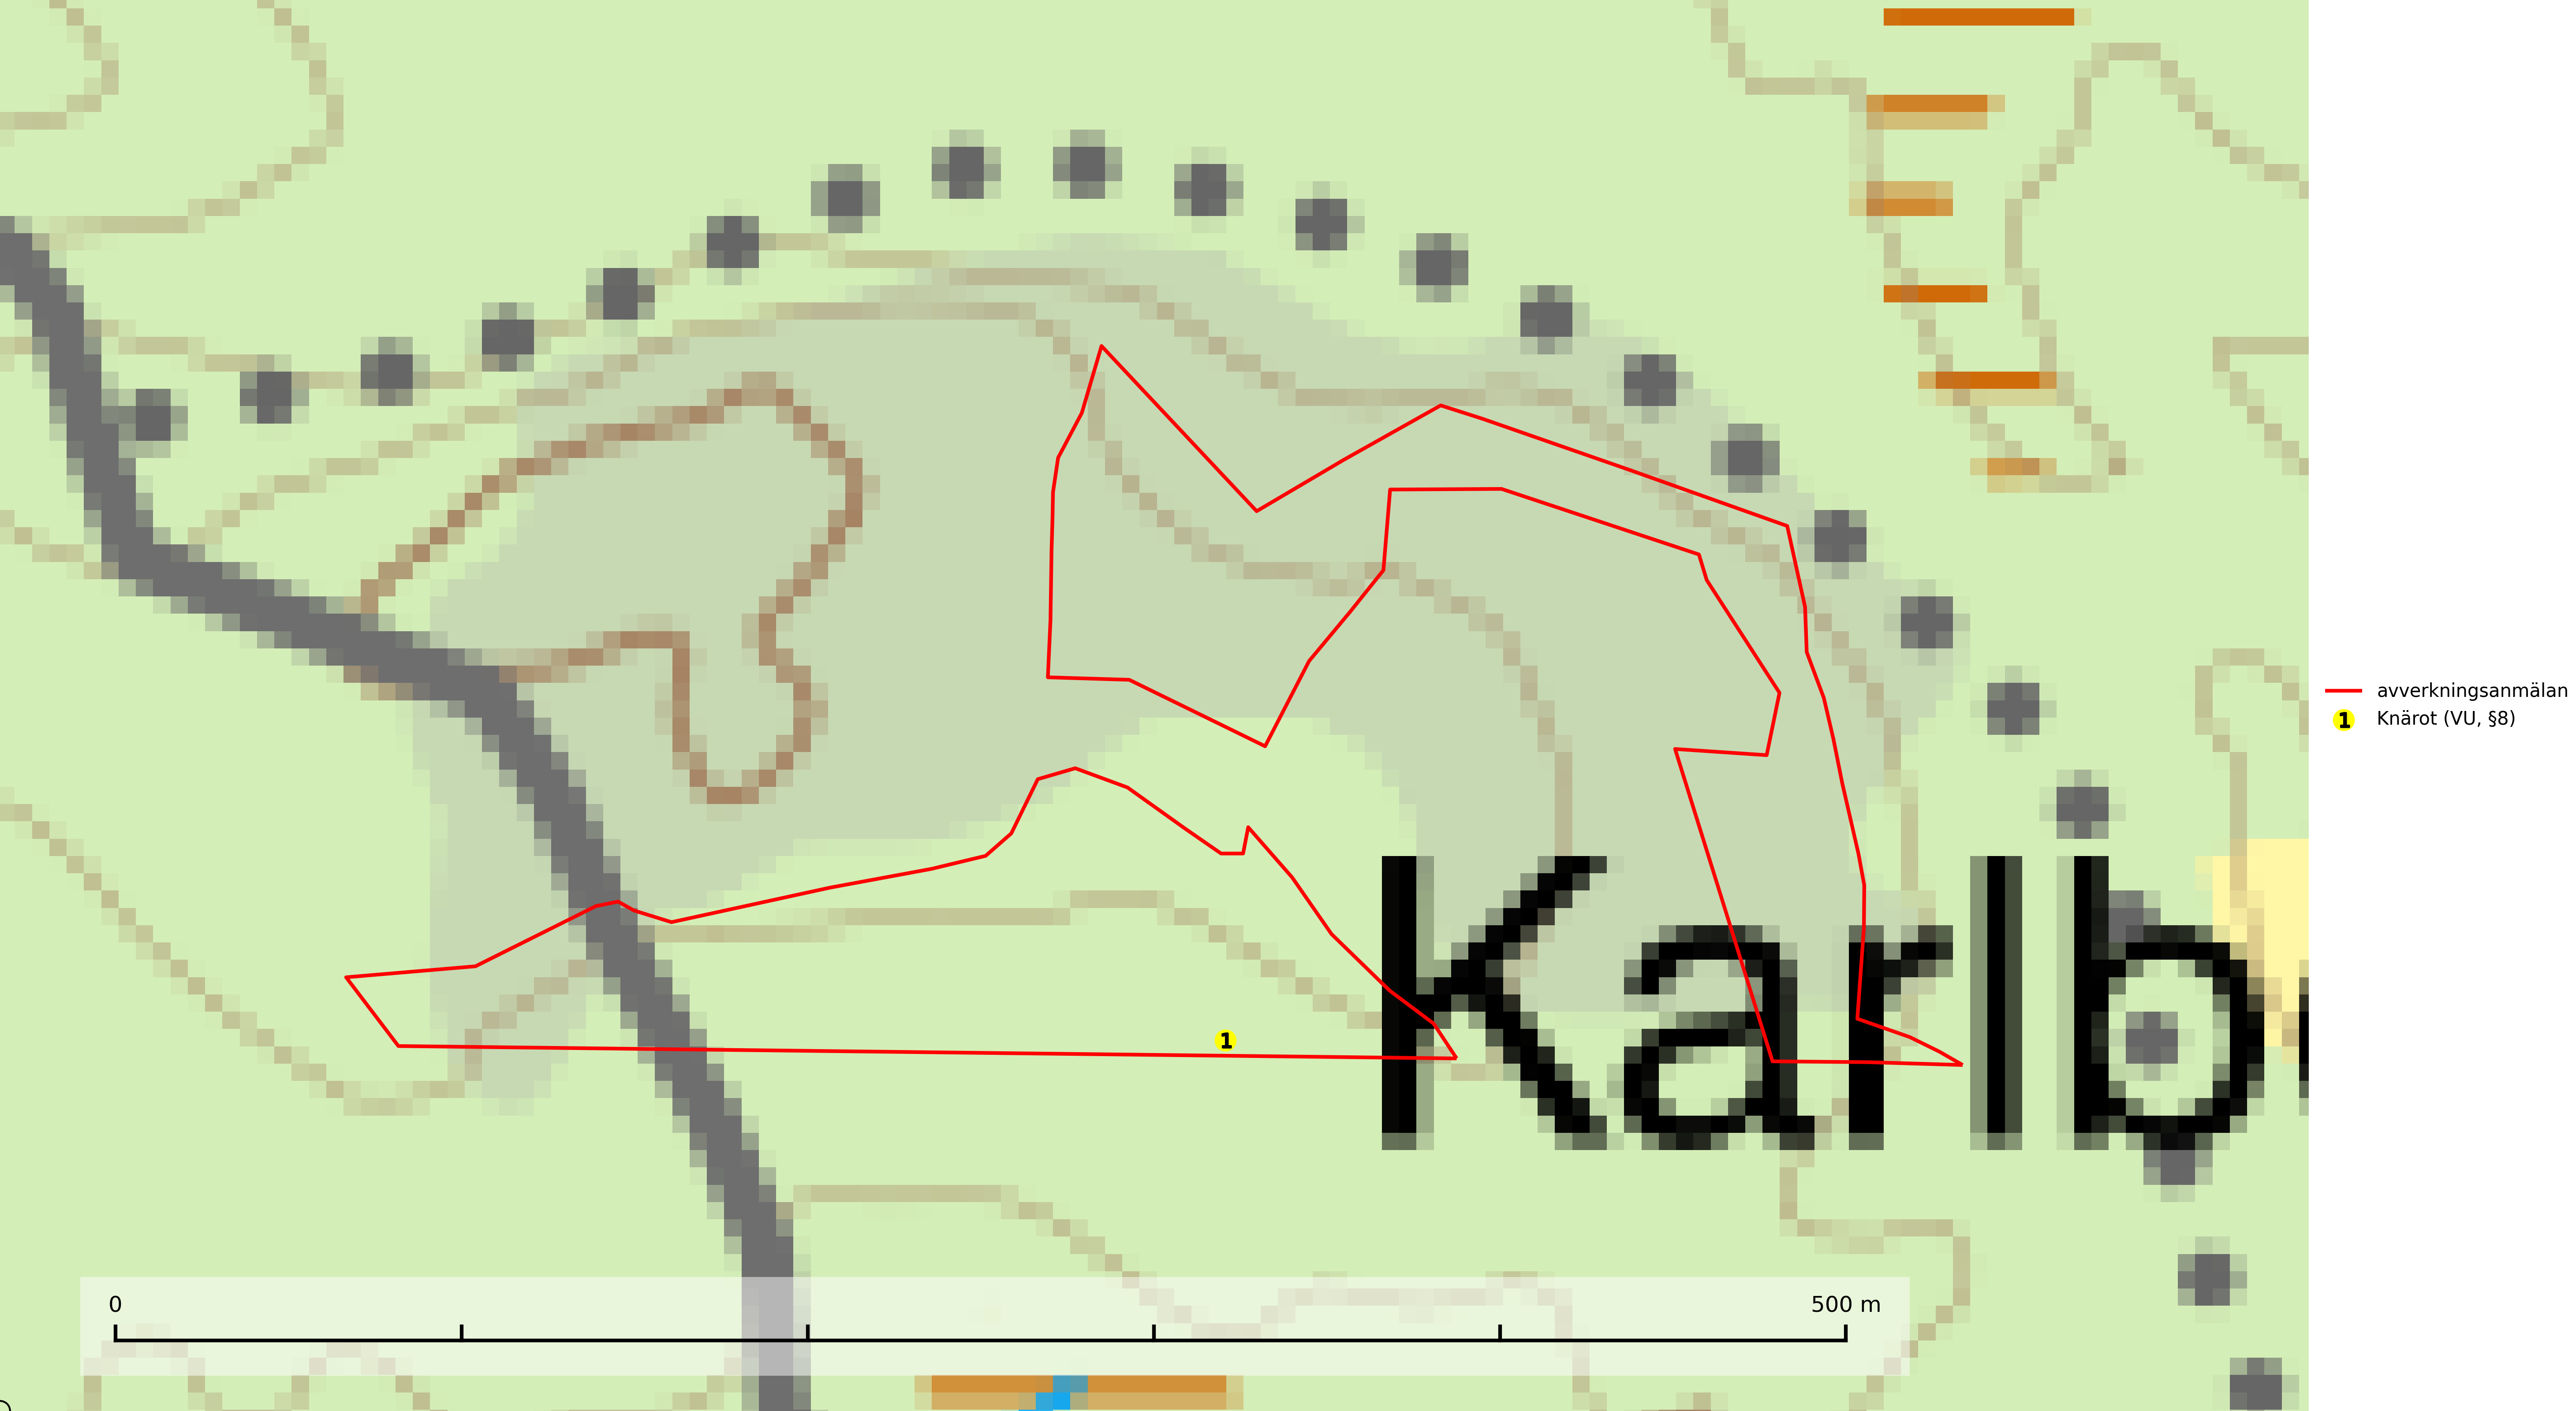 avverkningsanmälan
1 Knärot (VU, §8)
1
Karlb
0 500 m